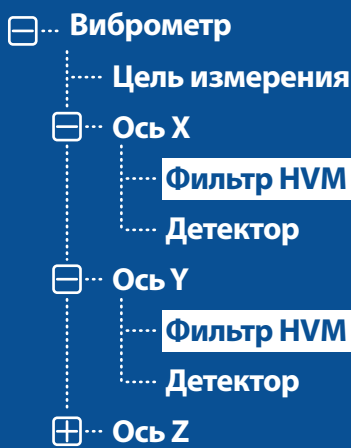 Виброметр
Цель измерения
Ось X
Фильтр HVM
Детектор
Ось Y
Фильтр HVM
Детектор
Ось Z